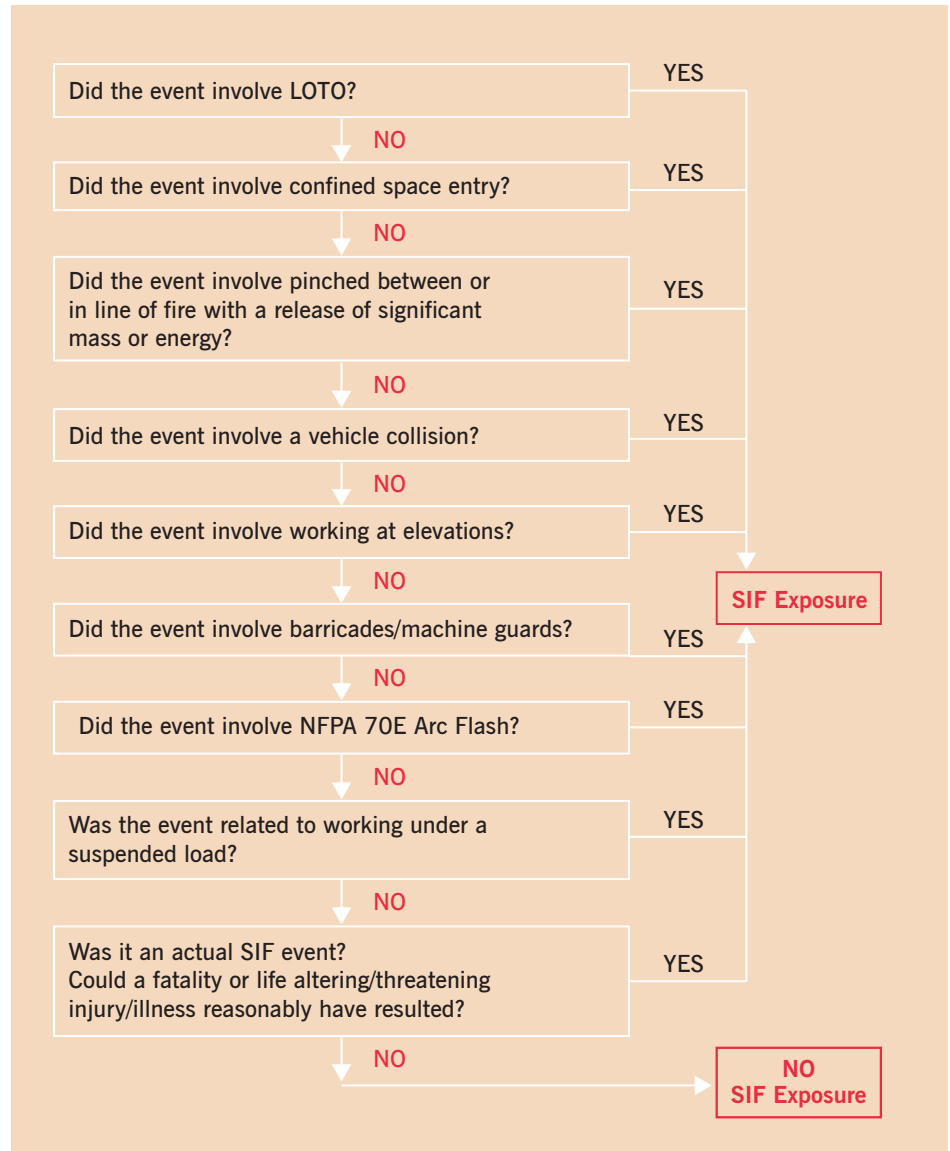 Did the event involve LOTO?
YES
NO
Did the event involve confined space entry?
YES
NO
Did the event involve pinched between or
in line of fire with a release of significant
mass or energy?
YES
NO
Did the event involve a vehicle collision?
YES
NO
Did the event involve working at elevations?
YES
NO
SIF Exposure
Did the event involve barricades/machine guards?
YES
NO
Did the event involve NFPA 70E Arc Flash?
YES
NO
Was the event related to working under a
suspended load?
YES
NO
Was it an actual SIF event?
Could a fatality or life altering/threatening
injury/illness reasonably have resulted?
YES
NO
NO
SIF Exposure